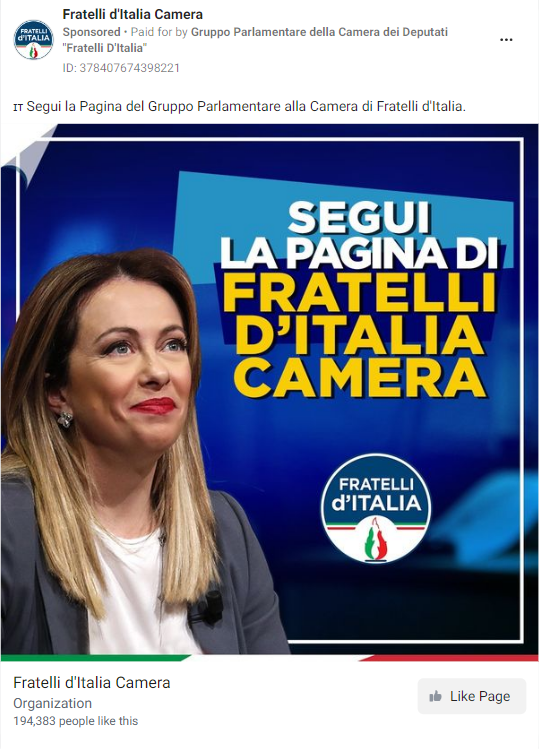 Fratelli d'Italia Camera
Sponsored • Paid for by Gruppo Parlamentare della Camera dei Deputati
"Fratelli D'Italia"
ID: 378407674398221
IT Segui la Pagina del Gruppo Parlamentare alla Camera di Fratelli d'Italia.
SEGUI
LA PAGINA DI
FRATELLI
D'ITALIA
CAMERA
FRATELLI
d'ITALIA
Fratelli d'Italia Camera
Organization
194,383 people like this
Like Page